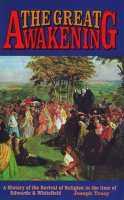 THE GREAT
AWAKENING
A History of the Revival of Religion in the time of
Edwards & Whitefield
Joseph Tracy